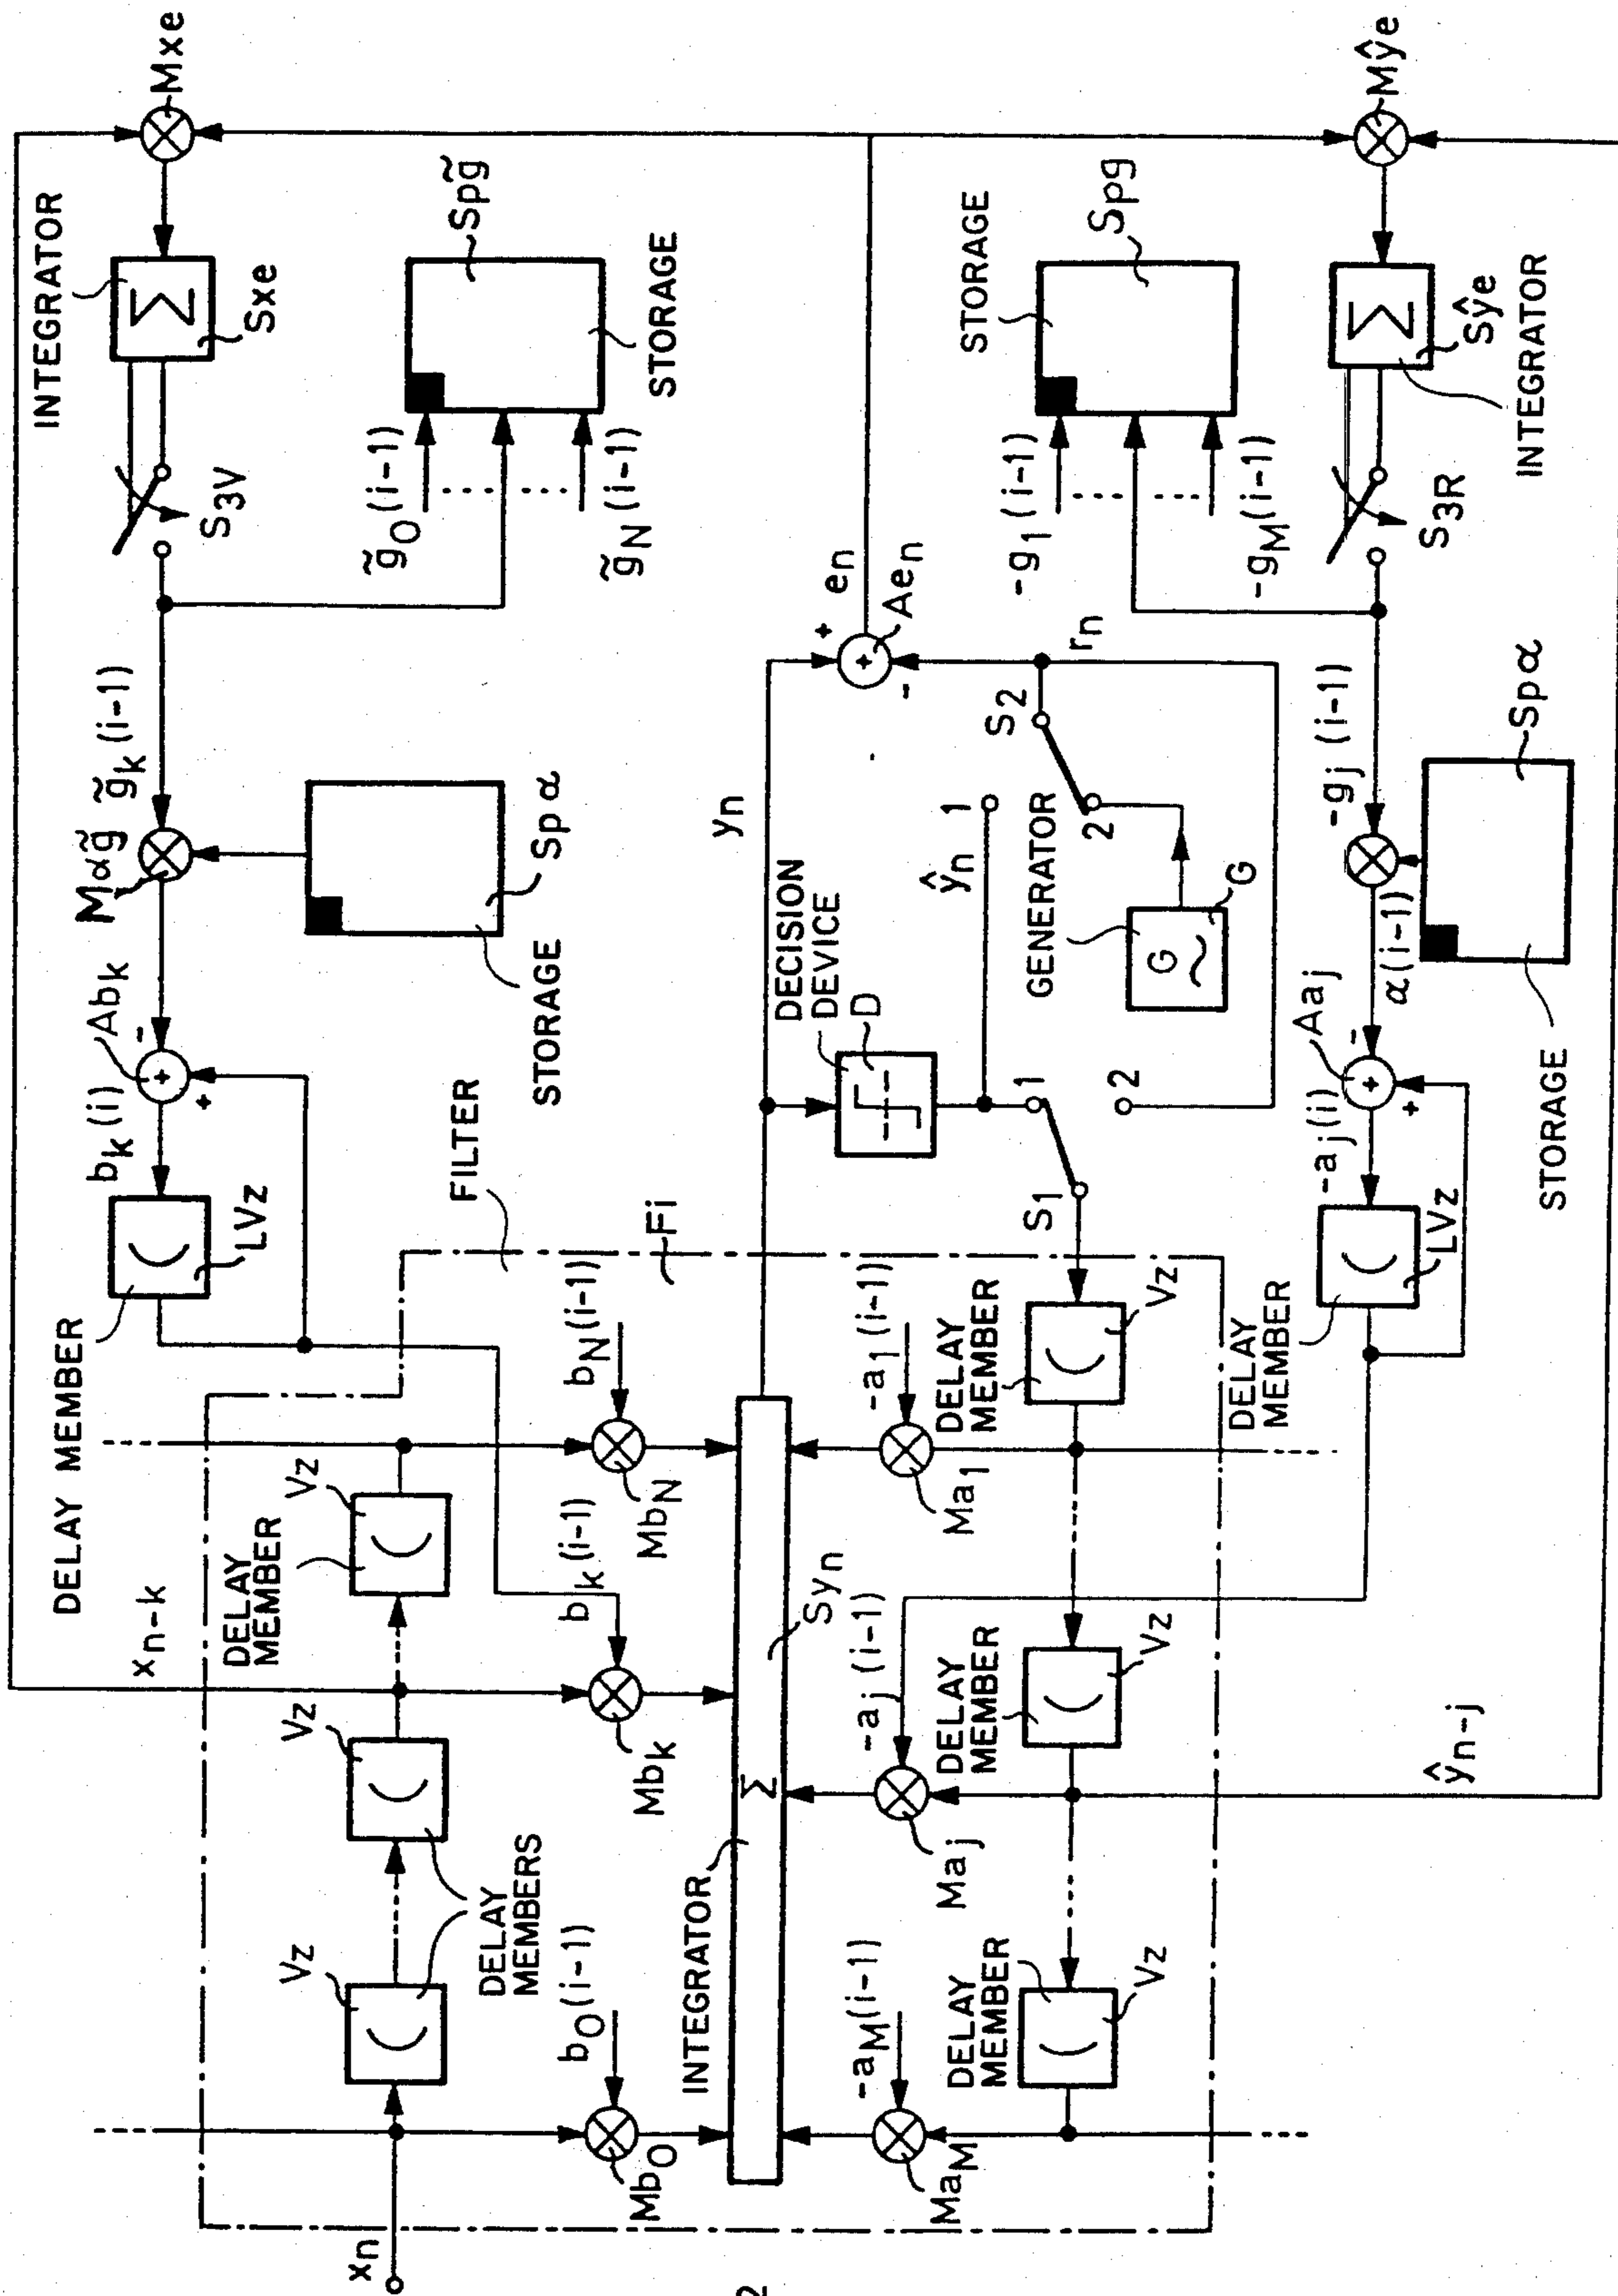 Mxe
INTEGRATOR
Σ
Sxe
S3V
Spg̃
STORAGE
g̃0(i-1)
g̃N(i-1)
g̃k(i-1)
Mαg̃
Spα
STORAGE
Abk
-
+
+
bk(i)
LVz
DELAY MEMBER
FILTER
Fi
xn-k
Vz
DELAY
MEMBER
Vz
Vz
DELAY
MEMBERS
xn
bN(i-1)
MbN
bk(i-1)
Mbk
b0(i-1)
Mb0
INTEGRATOR
Σ
Syn
yn
en
+
+
-
Aen
rn
DECISION
DEVICE
D
ŷn
1
S2
2
GENERATOR
G
G
~
1
2
S1
-a1(i-1)
Ma1
DELAY
MEMBER
Vz
-aj(i-1)
Maj
DELAY
MEMBER
Vz
-aM(i-1)
MaM
DELAY
MEMBER
Vz
ŷn-j
DELAY
MEMBER
LVz
-aj(i)
Aaj
-
+
+
α(i-1)
Spα
STORAGE
-gj(i-1)
-g1(i-1)
-gM(i-1)
STORAGE
Spg
S3R
INTEGRATOR
Σ
Sŷe
Mŷe
2